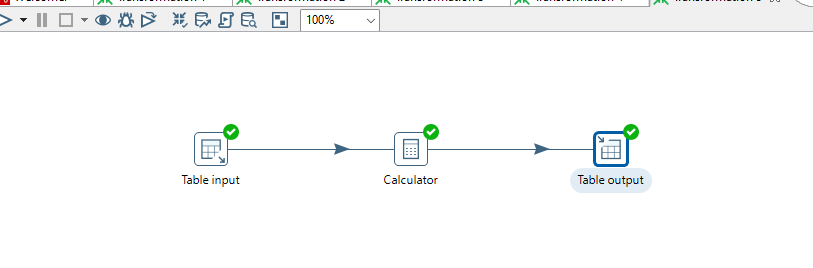 100%
Table input
Calculator
Table output